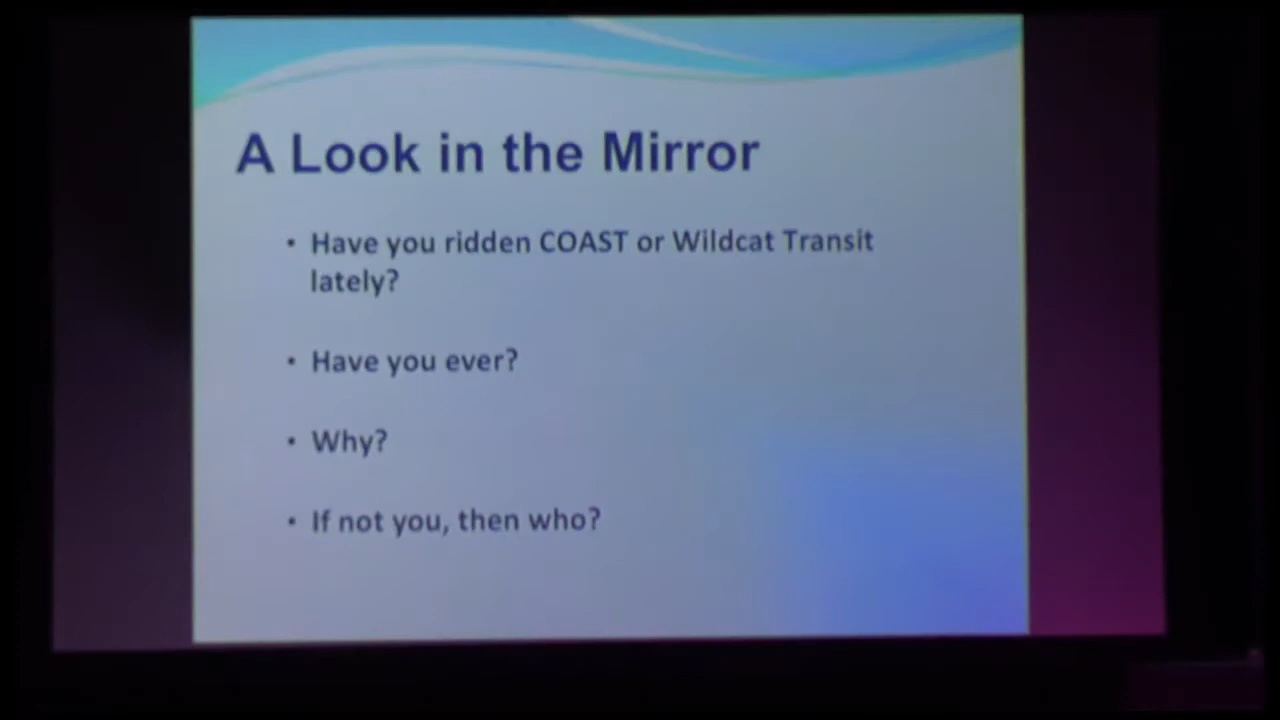 A Look in the Mirror
• Have you ridden COAST or Wildcat Transit
lately?
• Have you ever?
• Why?
• If not you, then who?